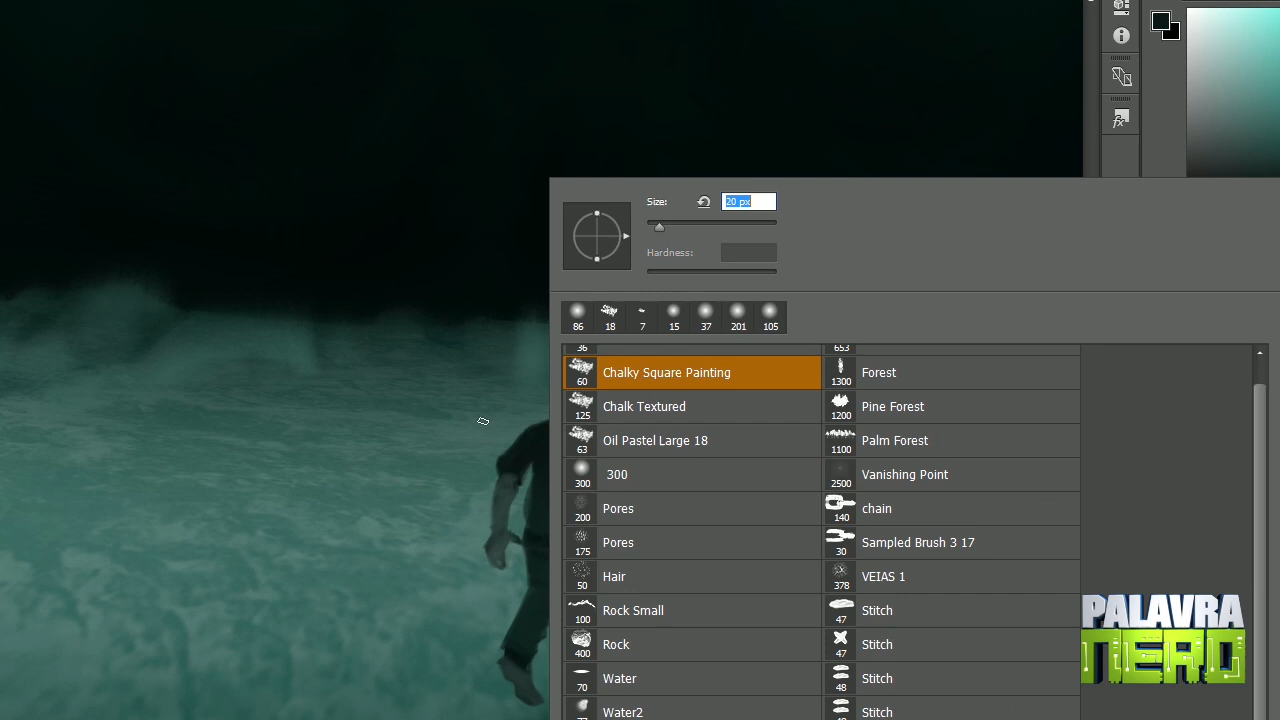 Size:
20 px
Hardness:
86 18 7 15 37 201 105
36 653
60 Chalky Square Painting 1300 Forest
125 Chalk Textured 1200 Pine Forest
63 Oil Pastel Large 18 1100 Palm Forest
300 300 2500 Vanishing Point
200 Pores 140 chain
175 Pores 30 Sampled Brush 3 17
50 Hair 378 VEIAS 1
100 Rock Small 47 Stitch
400 Rock 47 Stitch
70 Water 48 Stitch
Water2 Stitch
fx
PALAVRA
NERD